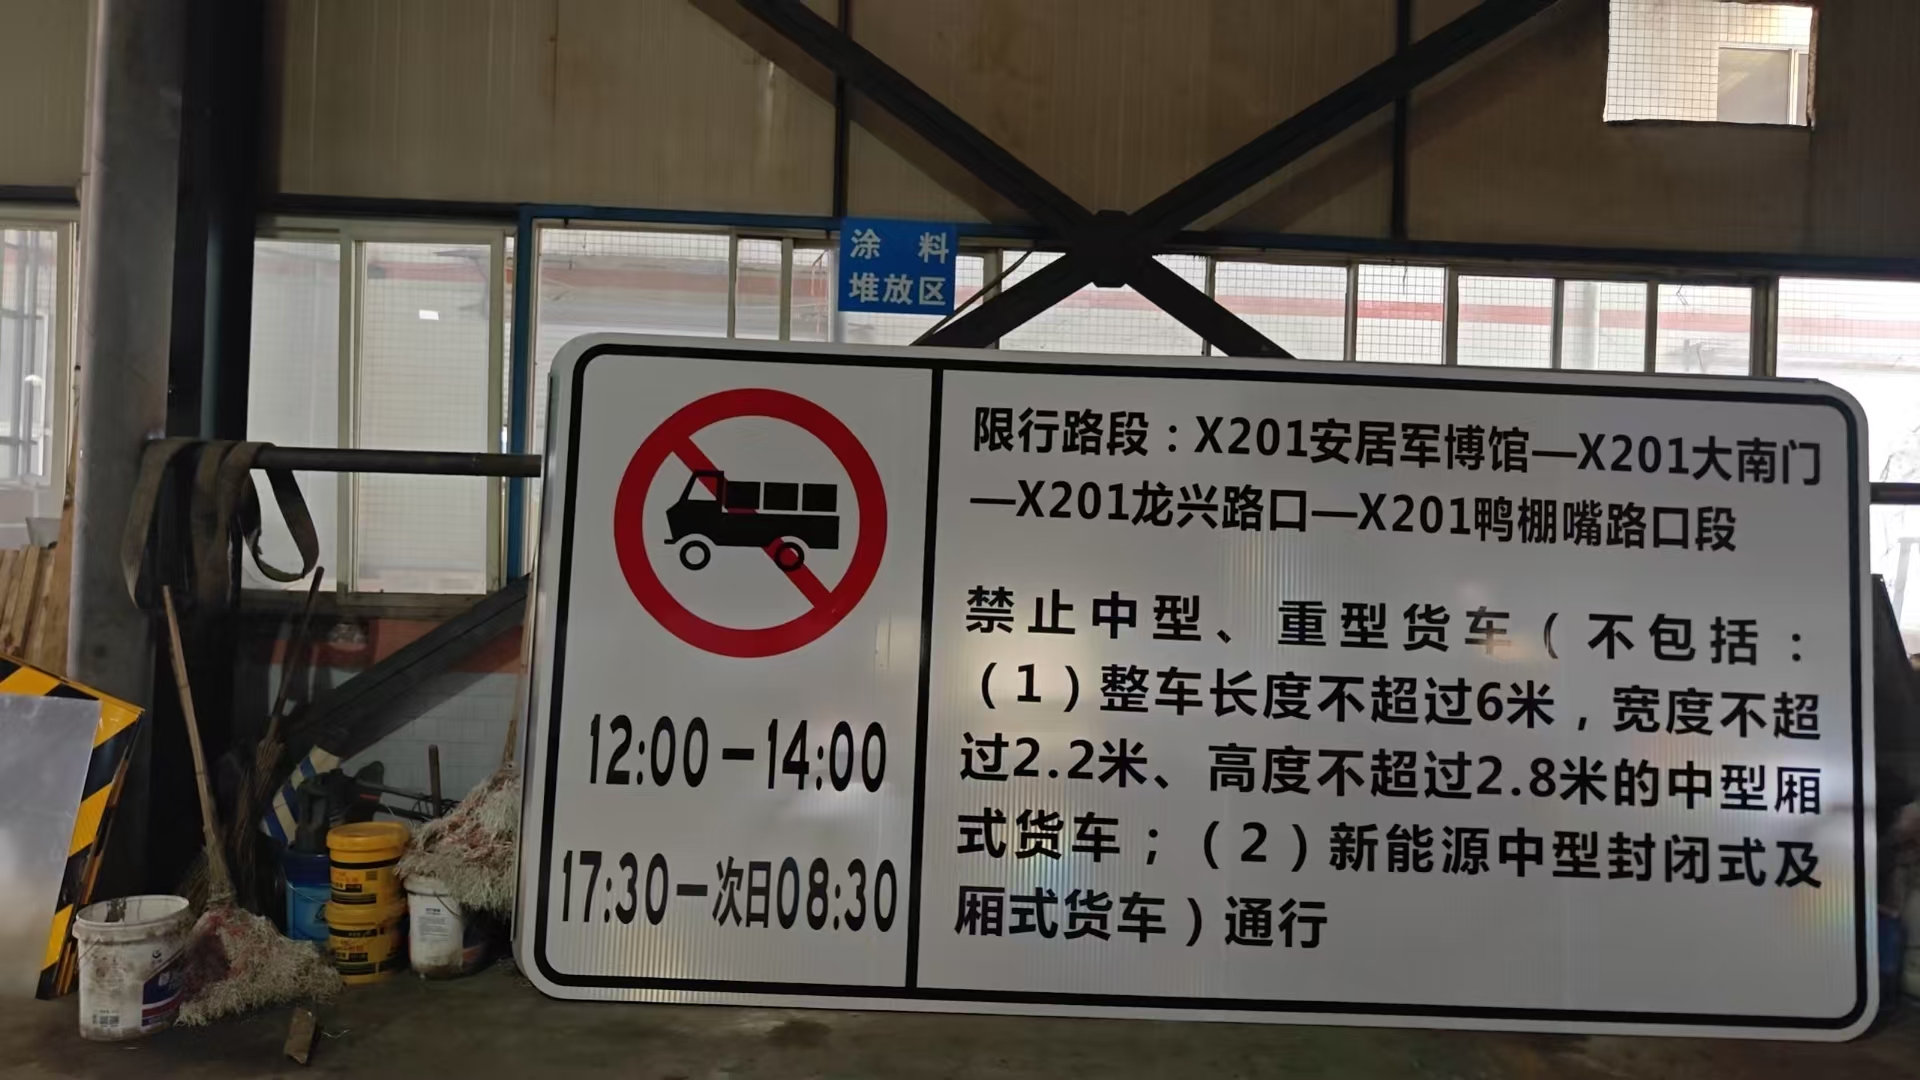 涂 料
堆放区
限行路段：X201安居军博馆—X201大南门
—X201龙兴路口—X201鸭棚嘴路口段
禁止中型、重型货车（不包括：
（1）整车长度不超过6米，宽度不超
过2.2米、高度不超过2.8米的中型厢
式货车；（2）新能源中型封闭式及
厢式货车）通行
12:00—14:00
17:30—次日08:30